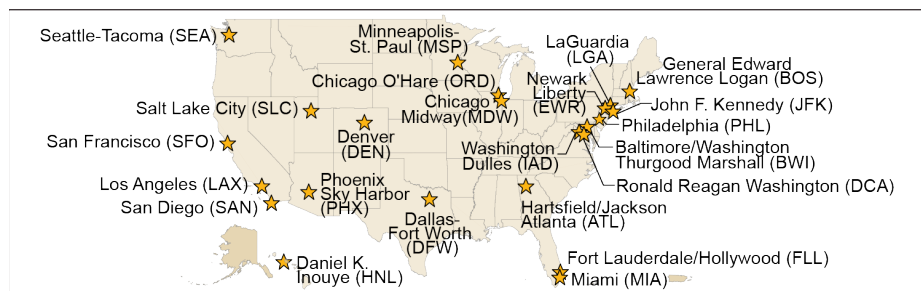 Seattle-Tacoma (SEA)
Minneapolis-
St. Paul (MSP)
LaGuardia
(LGA)
General Edward
Lawrence Logan (BOS)
Chicago O'Hare (ORD)
Newark
Liberty
(EWR)
Salt Lake City (SLC)
Chicago
Midway(MDW)
John F. Kennedy (JFK)
Philadelphia (PHL)
San Francisco (SFO)
Denver
(DEN)
Washington
Dulles (IAD)
Baltimore/Washington
Thurgood Marshall (BWI)
Los Angeles (LAX)
Phoenix
Sky Harbor
(PHX)
Ronald Reagan Washington (DCA)
San Diego (SAN)
Dallas-
Fort Worth
(DFW)
Hartsfield/Jackson
Atlanta (ATL)
Daniel K.
Inouye (HNL)
Fort Lauderdale/Hollywood (FLL)
Miami (MIA)